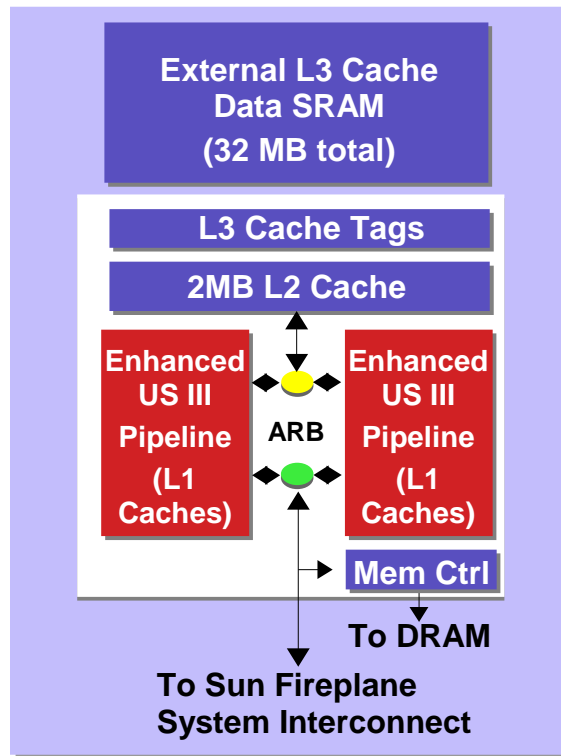 External L3 Cache
Data SRAM
(32 MB total)
L3 Cache Tags
2MB L2 Cache
Enhanced
US III
Pipeline
(L1
Caches)
ARB
Enhanced
US III
Pipeline
(L1
Caches)
Mem Ctrl
To DRAM
To Sun Fireplane
System Interconnect